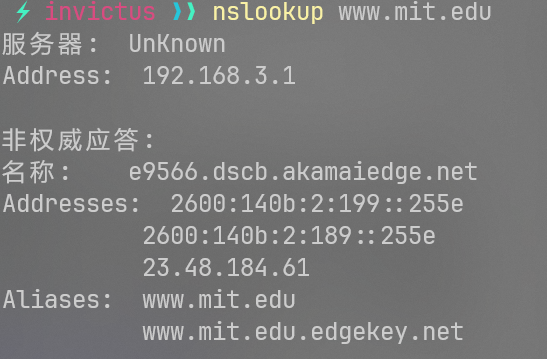 ⚡ invictus ❫❫ nslookup www.mit.edu
服务器:  UnKnown
Address:  192.168.3.1
非权威应答:
名称:    e9566.dscb.akamaiedge.net
Addresses:  2600:140b:2:199::255e
          2600:140b:2:189::255e
          23.48.184.61
Aliases:  www.mit.edu
          www.mit.edu.edgekey.net